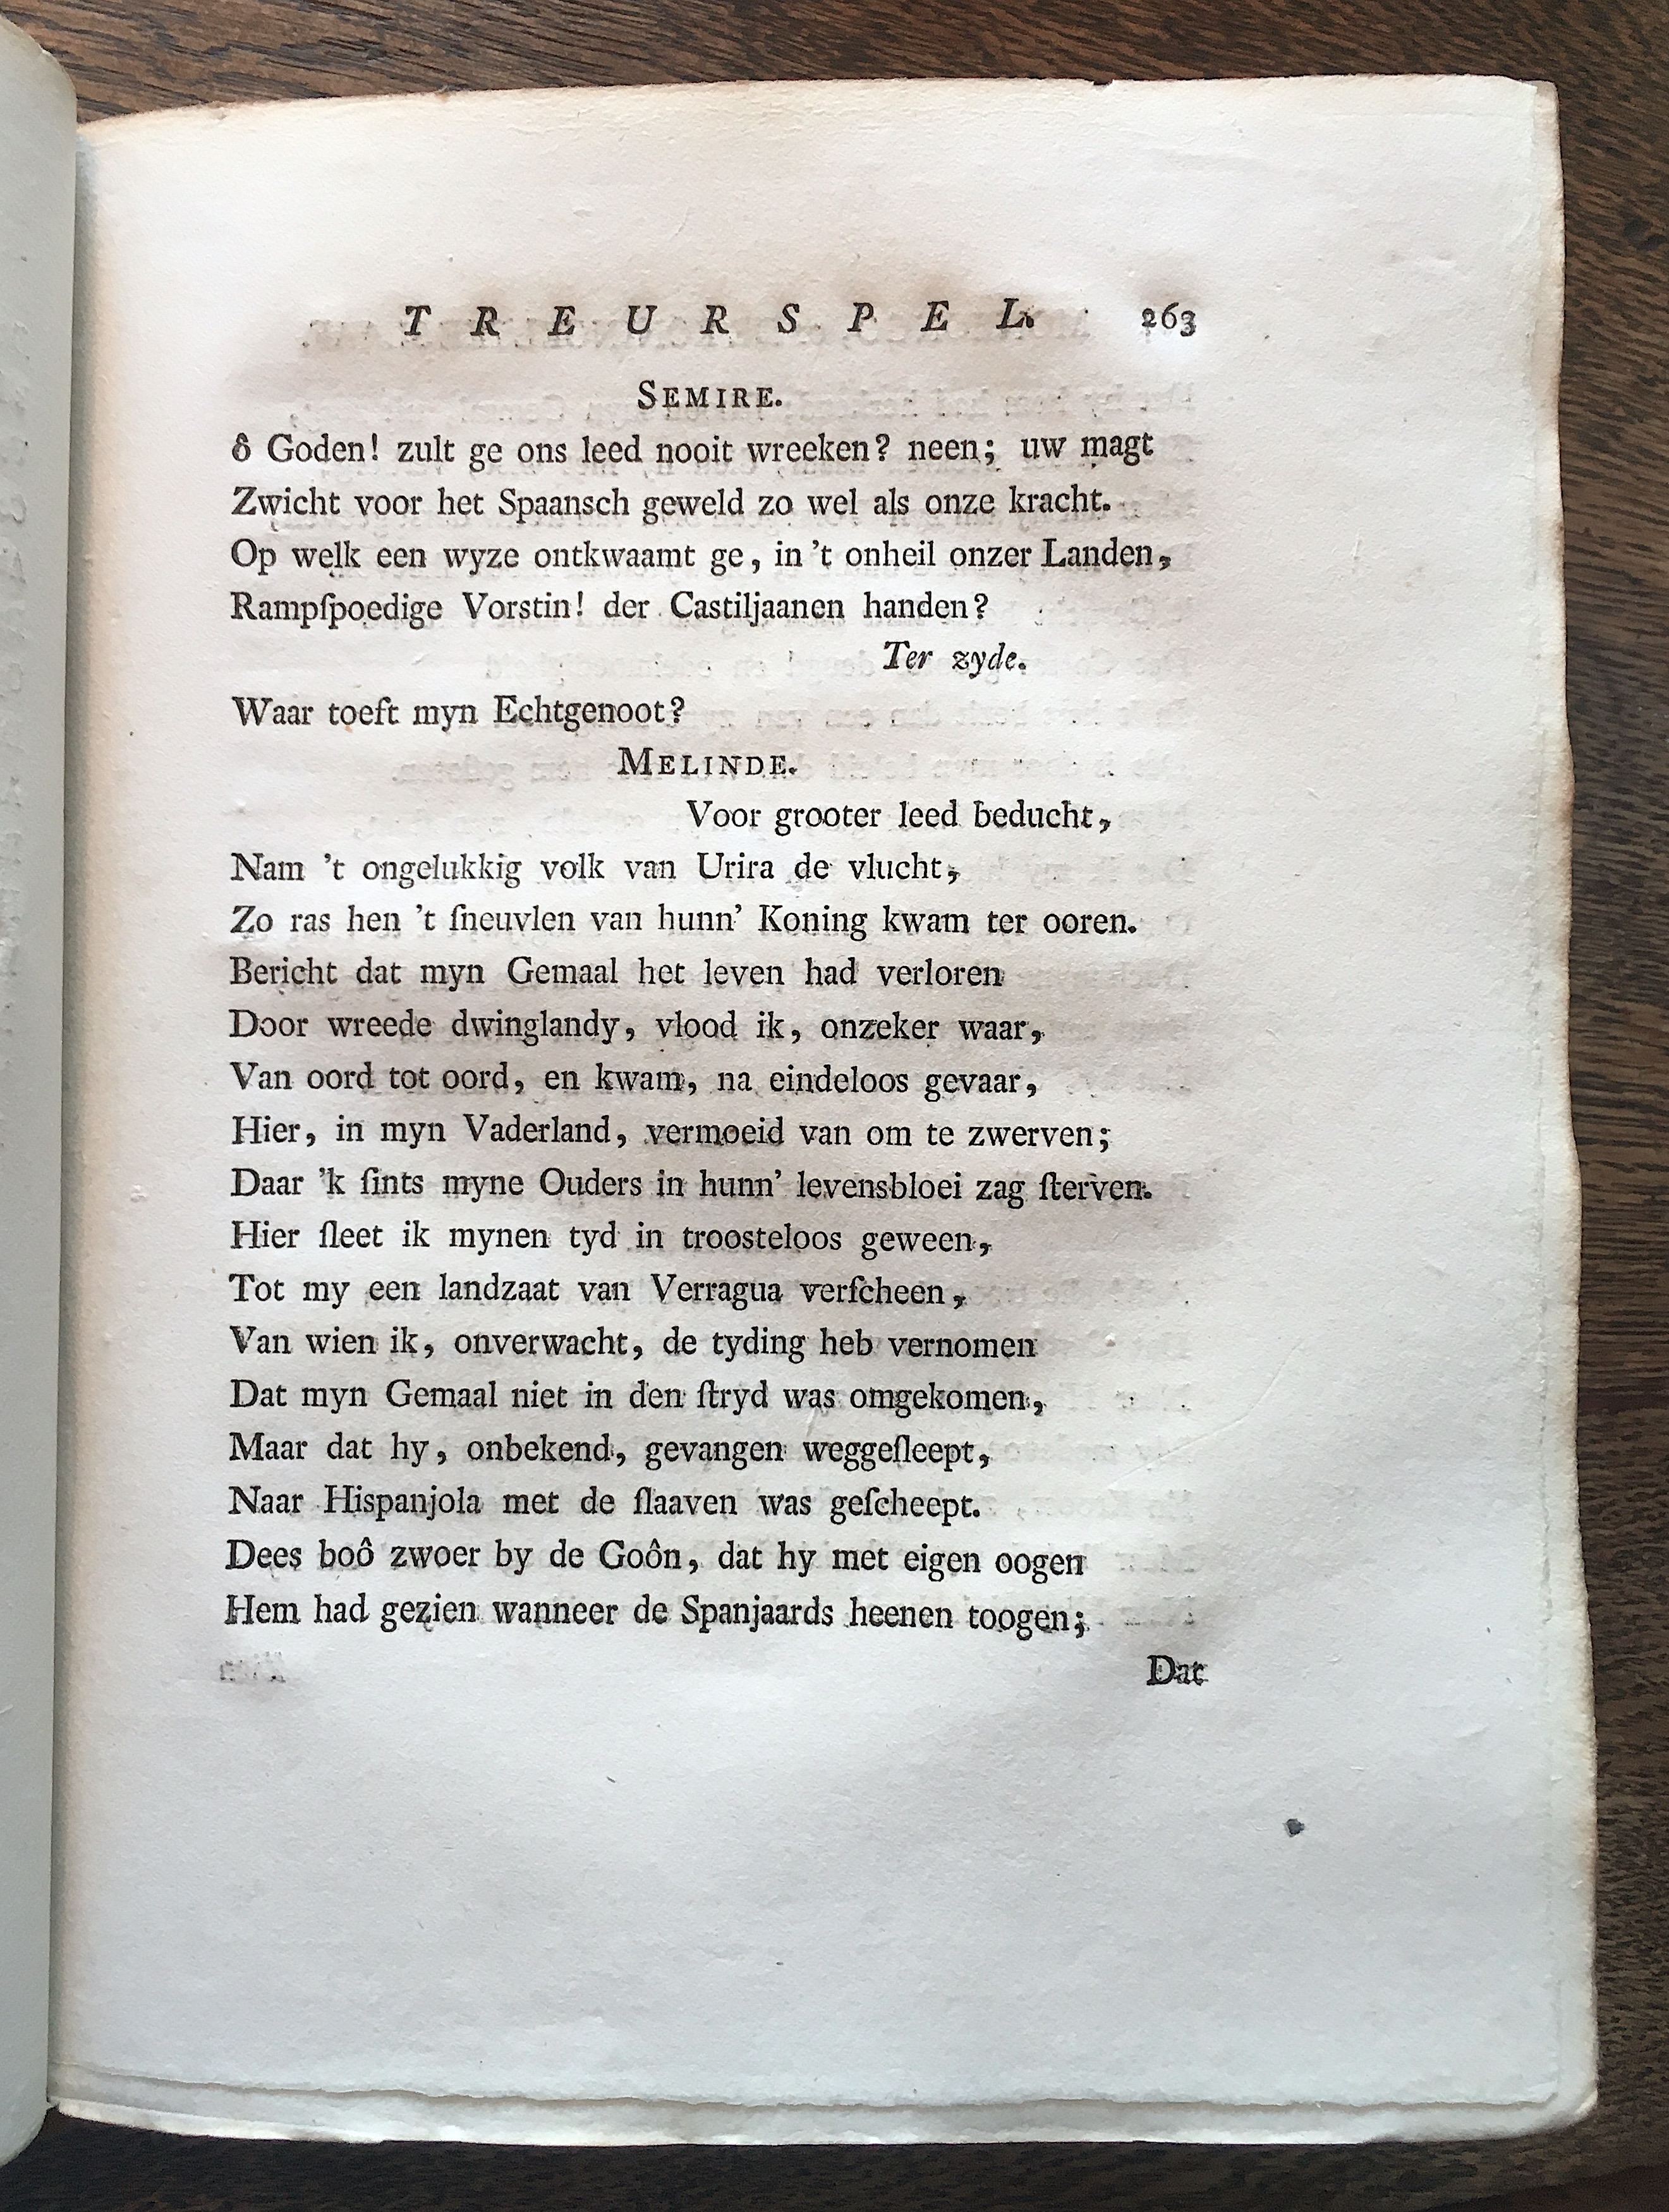 T R E U R S P E L. 263
SEMIRE.
ô Goden! zult ge ons leed nooit wreeken? neen; uw magt
Zwicht voor het Spaansch geweld zo wel als onze kracht.
Op welk een wyze ontkwaamt ge, in 't onheil onzer Landen,
Rampſpoedige Vorstin! der Castiljaanen handen?
Ter zyde.
Waar toeft myn Echtgenoot?
MELINDE.
Voor grooter leed beducht,
Nam 't ongelukkig volk van Urira de vlucht,
Zo ras hen 't ſneuvlen van hunn' Koning kwam ter ooren.
Bericht dat myn Gemaal het leven had verloren
Door wreede dwinglandy, vlood ik, onzeker waar,
Van oord tot oord, en kwam, na eindeloos gevaar,
Hier, in myn Vaderland, vermoeid van om te zwerven;
Daar 'k ſints myne Ouders in hunn' levensbloei zag ſterven.
Hier ſleet ik mynen tyd in troosteloos geween,
Tot my een landzaat van Verragua verſcheen,
Van wien ik, onverwacht, de tyding heb vernomen
Dat myn Gemaal niet in den ſtryd was omgekomen,
Maar dat hy, onbekend, gevangen weggeſleept,
Naar Hispanjola met de ſlaaven was geſcheept.
Dees boô zwoer by de Goôn, dat hy met eigen oogen
Hem had gezien wanneer de Spanjaards heenen toogen;
Dat